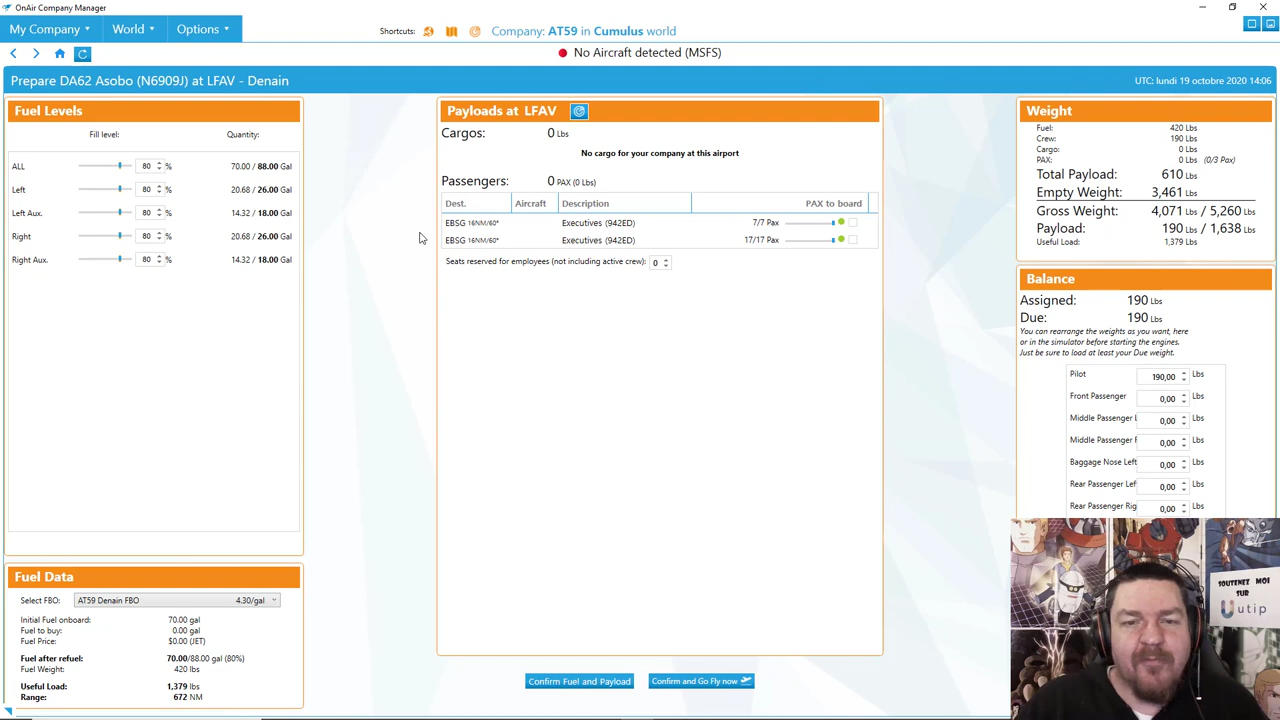 OnAir Company Manager
My Company World Options
Shortcuts: Company: AT59 in Cumulus world
No Aircraft detected (MSFS)
Prepare DA62 Asobo (N6909J) at LFAV - Denain
UTC: lundi 19 octobre 2020 14:06
Fuel Levels
Fill level: Quantity:
ALL 80 % 70.00 / 88.00 Gal
Left 80 % 20.68 / 26.00 Gal
Left Aux. 80 % 14.32 / 18.00 Gal
Right 80 % 20.68 / 26.00 Gal
Right Aux. 80 % 14.32 / 18.00 Gal
Fuel Data
Select FBO: AT59 Denain FBO 4.30/gal
Initial Fuel onboard: 70.00 gal
Fuel to buy: 0.00 gal
Fuel Price: $0.00 (JET)
Fuel after refuel: 70.00/88.00 gal (80%)
Fuel Weight: 420 lbs
Useful Load: 1,379 lbs
Range: 672 NM
Payloads at LFAV
Cargos: 0 Lbs
No cargo for your company at this airport
Passengers: 0 PAX (0 Lbs)
Dest. Aircraft Description PAX to board
EBSG 16NM/60° Executives (942ED) 7/7 Pax
EBSG 16NM/60° Executives (942ED) 17/17 Pax
Seats reserved for employees (not including active crew): 0
Confirm Fuel and Payload Confirm and Go Fly now
Weight
Fuel: 420 Lbs
Crew: 190 Lbs
Cargo: 0 Lbs
PAX: 0 Lbs (0/3 Pax)
Total Payload: 610 Lbs
Empty Weight: 3,461 Lbs
Gross Weight: 4,071 / 5,260 Lbs
Payload: 190 / 1,638 Lbs
Useful Load: 1,379 Lbs
Balance
Assigned: 190 Lbs
Due: 190 Lbs
You can rearrange the weights as you want, here
or in the simulator before starting the engines.
Just be sure to load at least your Due weight.
Pilot 190,00 Lbs
Front Passenger 0,00 Lbs
Middle Passenger 0,00 Lbs
Middle Passenger 0,00 Lbs
Baggage Nose Left 0,00 Lbs
Rear Passenger Lef 0,00 Lbs
Rear Passenger Rig 0,00 Lbs
SOUTENEZ MOI
SUR
utip